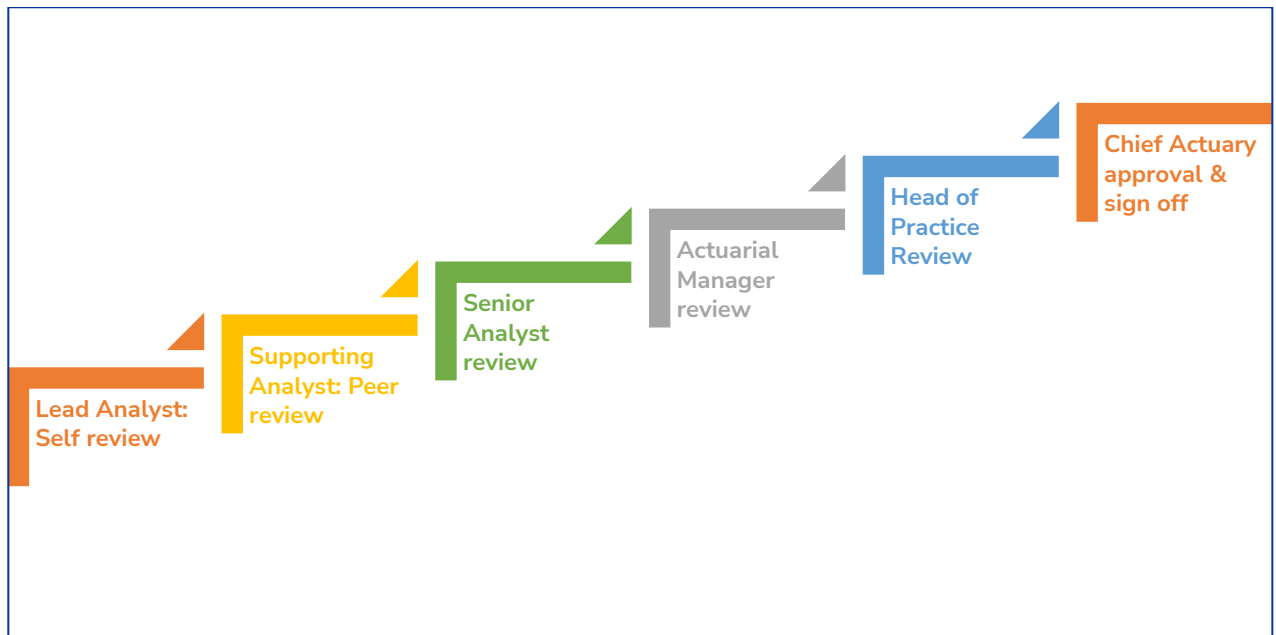 Lead Analyst:
Self review
Supporting
Analyst: Peer
review
Senior
Analyst
review
Actuarial
Manager
review
Head of
Practice
Review
Chief Actuary
approval &
sign off